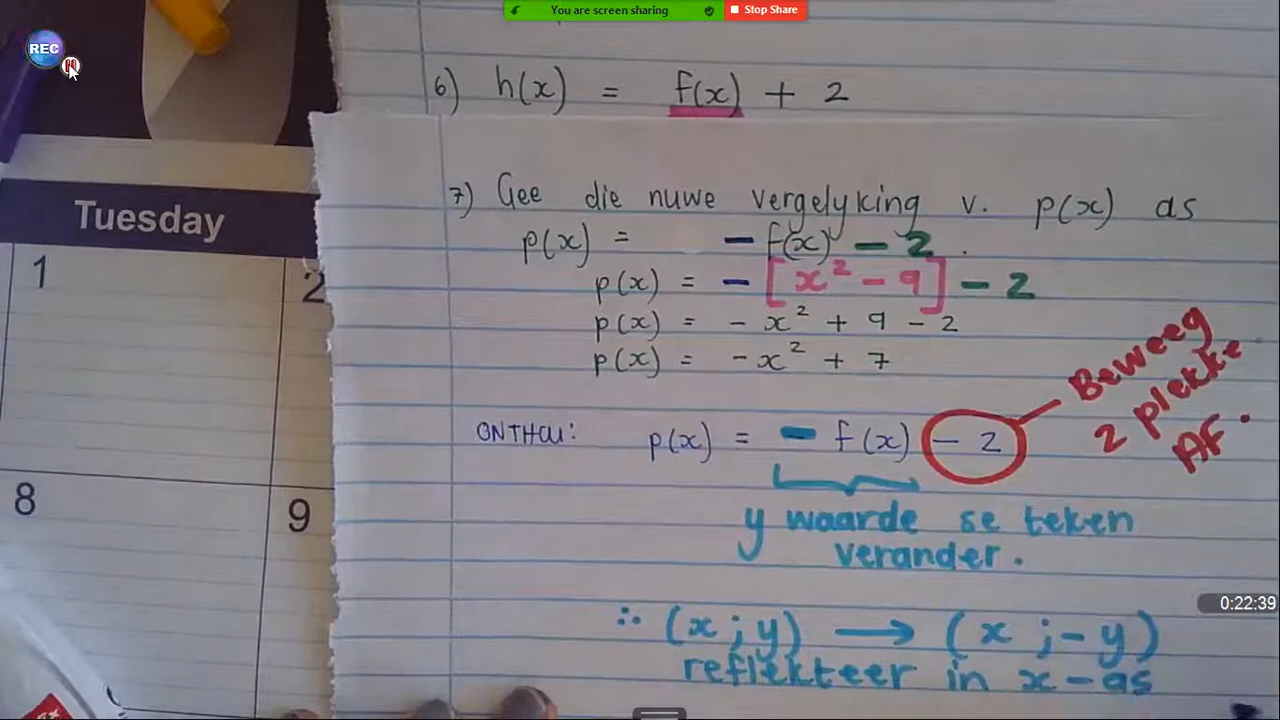 You are screen sharing
Stop Share
REC
6) h(x) = f(x) + 2
Tuesday
1
2
8
9
7) Gee die nuwe vergelyking v. p(x) as
p(x) = - f(x) - 2.
p(x) = - [x² - 9] - 2
p(x) = - x² + 9 - 2
p(x) = - x² + 7
Beweeg
2 plekke
AF.
ONTHOU: p(x) = - f(x) - 2
y waarde se teken
verander.
0:22:39
∴ (x ; y) → (x ; -y)
reflekteer in x-as